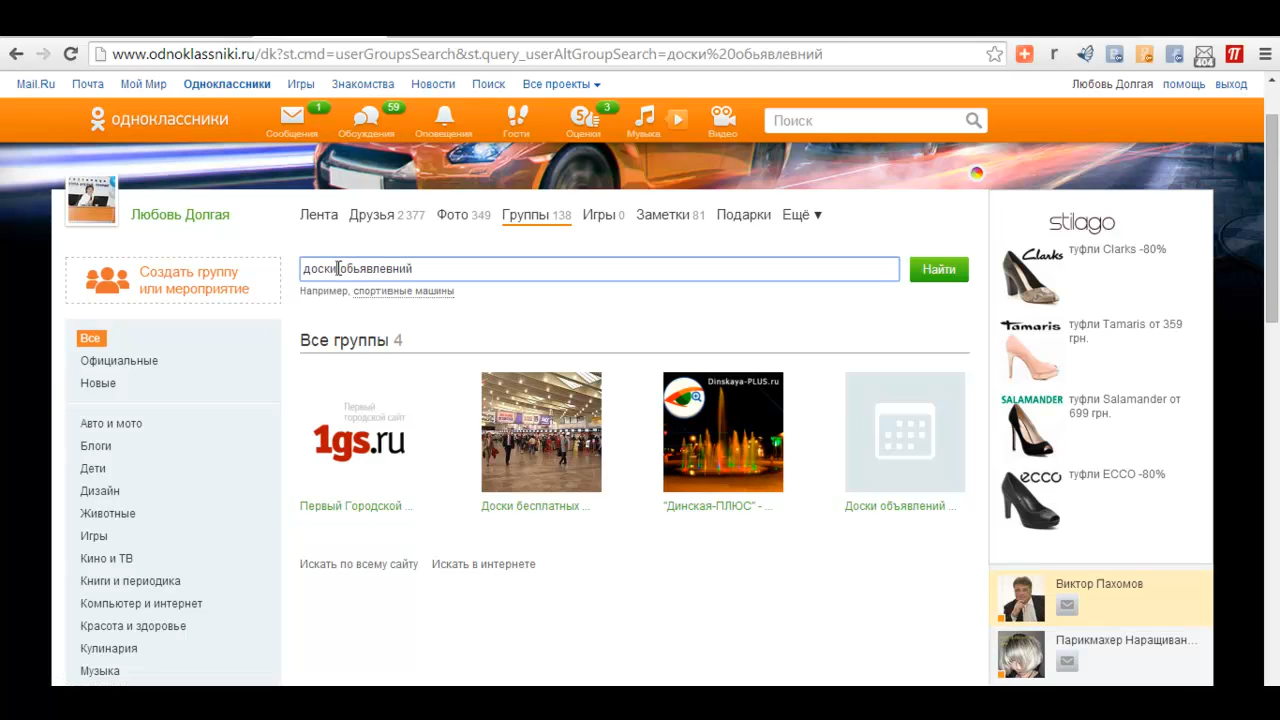 www.odnoklassniki.ru/dk?st.cmd=userGroupsSearch&st.query_userAltGroupSearch=доски%20обьявлевний
r
404
π
Mail.Ru Почта Мой Мир Одноклассники Игры Знакомства Новости Поиск Все проекты
Любовь Долгая помощь выход
одноклассники
1 59 3
Сообщения Обсуждения Оповещения Гости Оценки Музыка Видео
Поиск
Любовь Долгая
Лента Друзья 2 377 Фото 349 Группы 138 Игры 0 Заметки 81 Подарки Ещё
Создать группу
или мероприятие
доски обьявлевний
Найти
Например, спортивные машины
Все группы 4
Первый
городской сайт
1gs.ru
Dinskaya-PLUS.ru
Первый Городской ...
Доски бесплатных ...
"Динская-ПЛЮС" - ...
Доски объявлений ...
Искать по всему сайту Искать в интернете
Все
Официальные
Новые
Авто и мото
Блоги
Дети
Дизайн
Животные
Игры
Кино и ТВ
Книги и периодика
Компьютер и интернет
Красота и здоровье
Кулинария
Музыка
stilago
Clarks
туфли Clarks -80%
Tamaris
туфли Tamaris от 359
грн.
SALAMANDER
туфли Salamander от
699 грн.
ecco
туфли ECCO -80%
Виктор Пахомов
Парикмахер Наращиван...